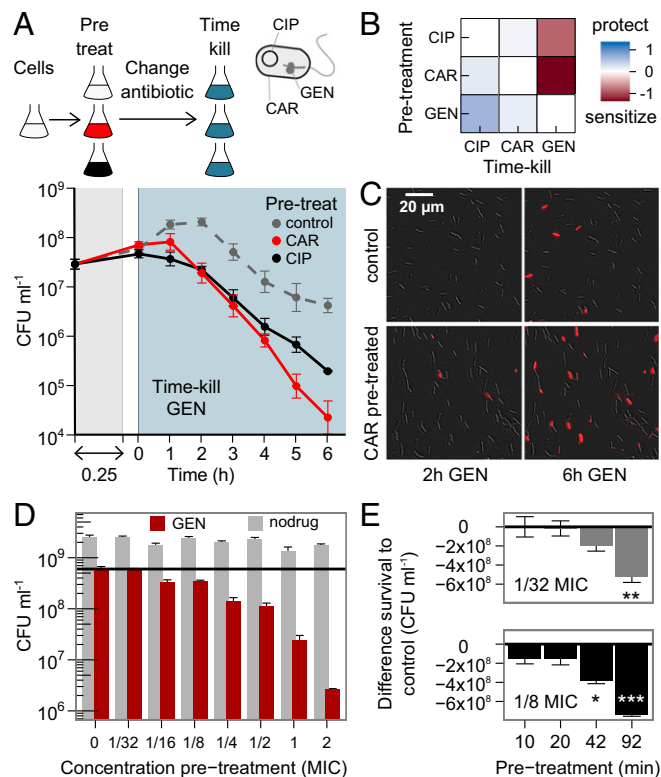 A
Cells
Pre
treat
Change
antibiotic
Time
kill
CIP
CAR
GEN
Pre-treat
control
CAR
CIP
CFU ml⁻¹
10⁹
10⁸
10⁷
10⁶
10⁵
10⁴
Time-kill
GEN
0 1 2 3 4 5 6
0.25
Time (h)
B
Pre-treatment
CIP
CAR
GEN
CIP CAR GEN
Time-kill
protect
1
0
-1
sensitize
C
20 µm
control
CAR pre-treated
2h GEN
6h GEN
D
GEN nodrug
CFU ml⁻¹
10⁹
10⁸
10⁷
10⁶
0 1/32 1/16 1/8 1/4 1/2 1 2
Concentration pre-treatment (MIC)
E
Difference survival to
control (CFU ml⁻¹)
0
-2x10⁸
-4x10⁸
-6x10⁸
1/32 MIC
**
0
-2x10⁸
-4x10⁸
-6x10⁸
1/8 MIC
* ***
10 20 42 92
Pre-treatment (min)